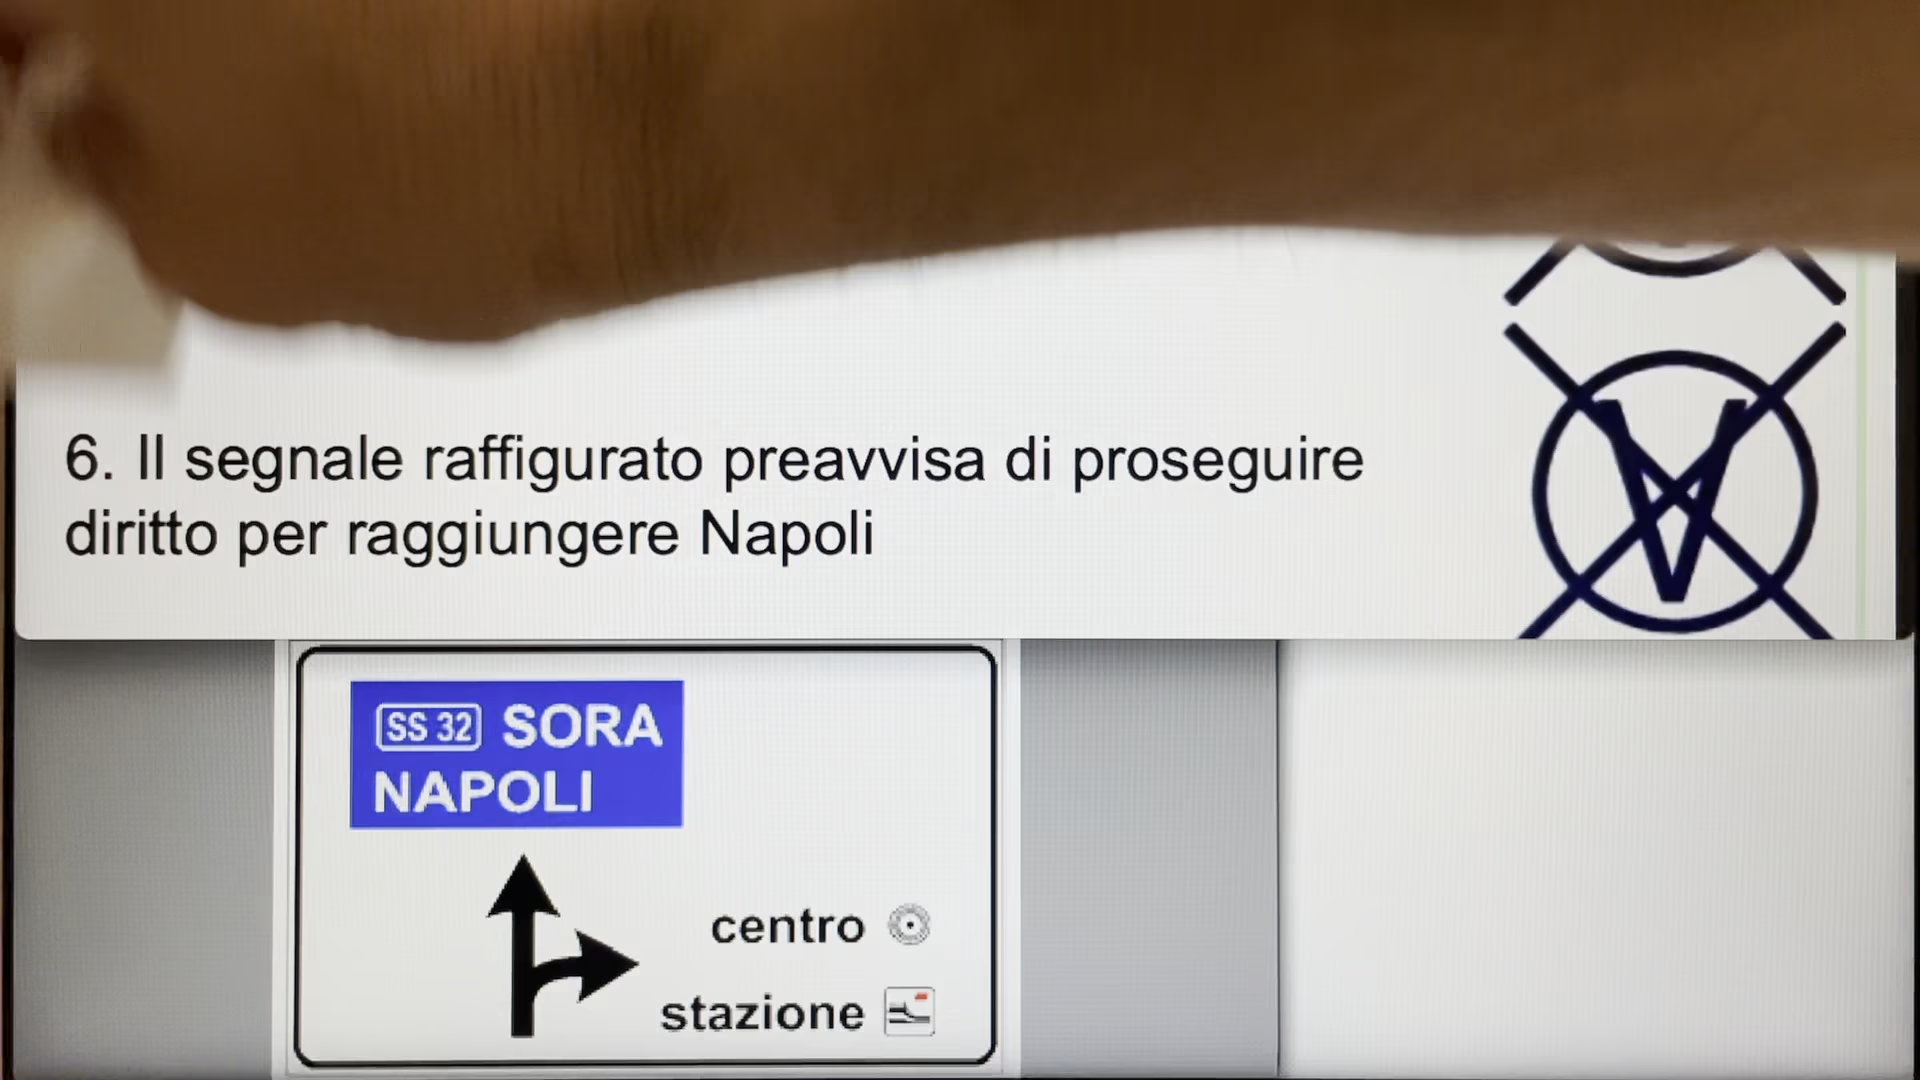 6. Il segnale raffigurato preavvisa di proseguire
diritto per raggiungere Napoli
V
SS 32 SORA
NAPOLI
centro
stazione